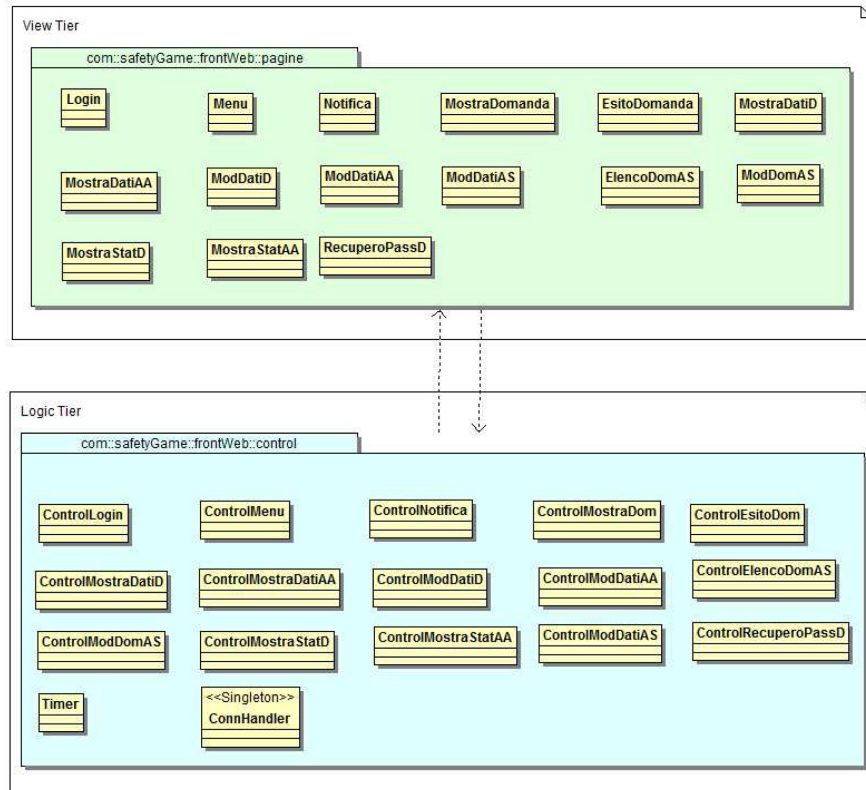 View Tier
com::safetyGame::frontWeb::pagine
Login
Menu
Notifica
MostraDomanda
EsitoDomanda
MostraDatiD
MostraDatiAA
ModDatiD
ModDatiAA
ModDatiAS
ElencoDomAS
ModDomAS
MostraStatD
MostraStatAA
RecuperoPassD
Logic Tier
com::safetyGame::frontWeb::control
ControlLogin
ControlMenu
ControlNotifica
ControlMostraDom
ControlEsitoDom
ControlMostraDatiD
ControlMostraDatiAA
ControlModDatiD
ControlModDatiAA
ControlElencoDomAS
ControlModDomAS
ControlMostraStatD
ControlMostraStatAA
ControlModDatiAS
ControlRecuperoPassD
Timer
<<Singleton>>
ConnHandler